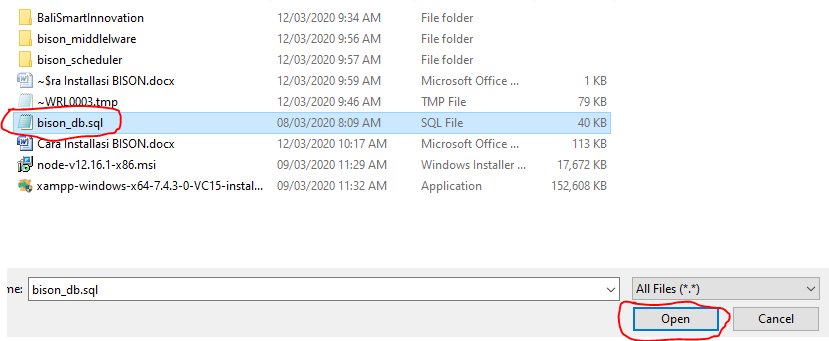 BaliSmartInnovation 12/03/2020 9:34 AM File folder
bison_middelware 12/03/2020 9:56 AM File folder
bison_scheduler 12/03/2020 9:57 AM File folder
~$ra Installasi BISON.docx 12/03/2020 9:59 AM Microsoft Office ... 1 KB
~WRL0003.tmp 12/03/2020 9:46 AM TMP File 79 KB
bison_db.sql 08/03/2020 8:09 AM SQL File 40 KB
Cara Installasi BISON.docx 12/03/2020 10:17 AM Microsoft Office ... 113 KB
node-v12.16.1-x86.msi 09/03/2020 11:29 AM Windows Installer ... 17,672 KB
xampp-windows-x64-7.4.3-0-VC15-instal... 09/03/2020 11:32 AM Application 152,608 KB
me: bison_db.sql All Files (*.*)
Open Cancel